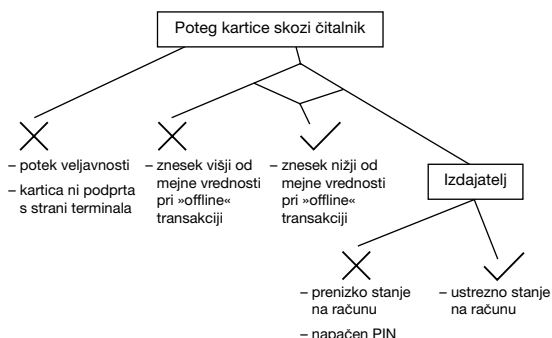 Poteg kartice skozi čitalnik
– potek veljavnosti
– kartica ni podprta
s strani terminala
– znesek višji od
mejne vrednosti
pri »offline«
transakciji
– znesek nižji od
mejne vrednosti
pri »offline«
transakciji
Izdajatelj
– prenizko stanje
na računu
– napačen PIN
– ustrezno stanje
na računu